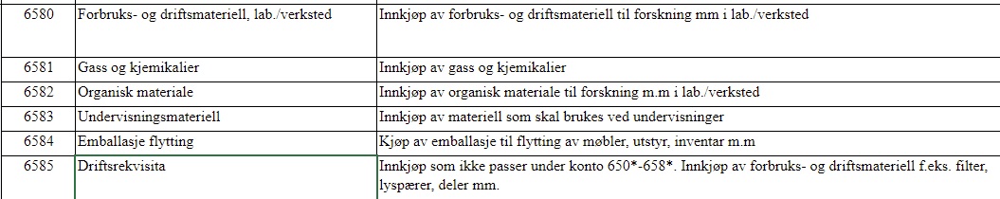 6580 Forbruks- og driftsmateriell, lab./verksted Innkjøp av forbruks- og driftsmateriell til forskning mm i lab./verksted
6581 Gass og kjemikalier Innkjøp av gass og kjemikalier
6582 Organisk materiale Innkjøp av organisk materiale til forskning m.m i lab./verksted
6583 Undervisningsmateriell Innkjøp av materiell som skal brukes ved undervisninger
6584 Emballasje flytting Kjøp av emballasje til flytting av møbler, utstyr, inventar m.m
6585 Driftsrekvisita Innkjøp som ikke passer under konto 650*-658*. Innkjøp av forbruks- og driftsmateriell f.eks. filter,
lyspærer, deler mm.